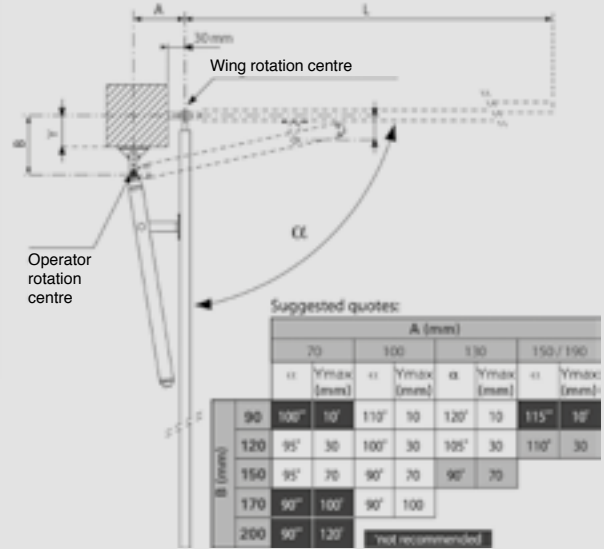 A L
30 mm
Wing rotation centre
B Y
α
Operator
rotation
centre
Suggested quotes:
A (mm)
70 100 130 150 / 190
α Ymax (mm) α Ymax (mm) α Ymax (mm) α Ymax (mm)
B (mm)
90 100°* 10* 110° 10 120° 10 115°* 10*
120 95° 30 100° 30 105° 30 110° 30
150 95° 70 90° 70 90° 70
170 90°* 100* 90° 100
200 90°* 120*
*not recommended